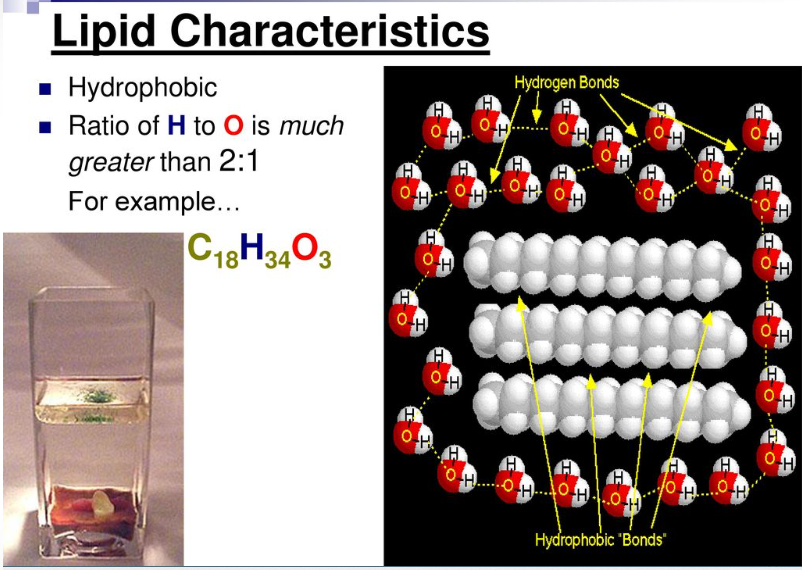 Lipid Characteristics
Hydrophobic
Ratio of H to O is much
greater than 2:1
For example…
C₁₈H₃₄O₃
Hydrogen Bonds
Hydrophobic "Bonds"